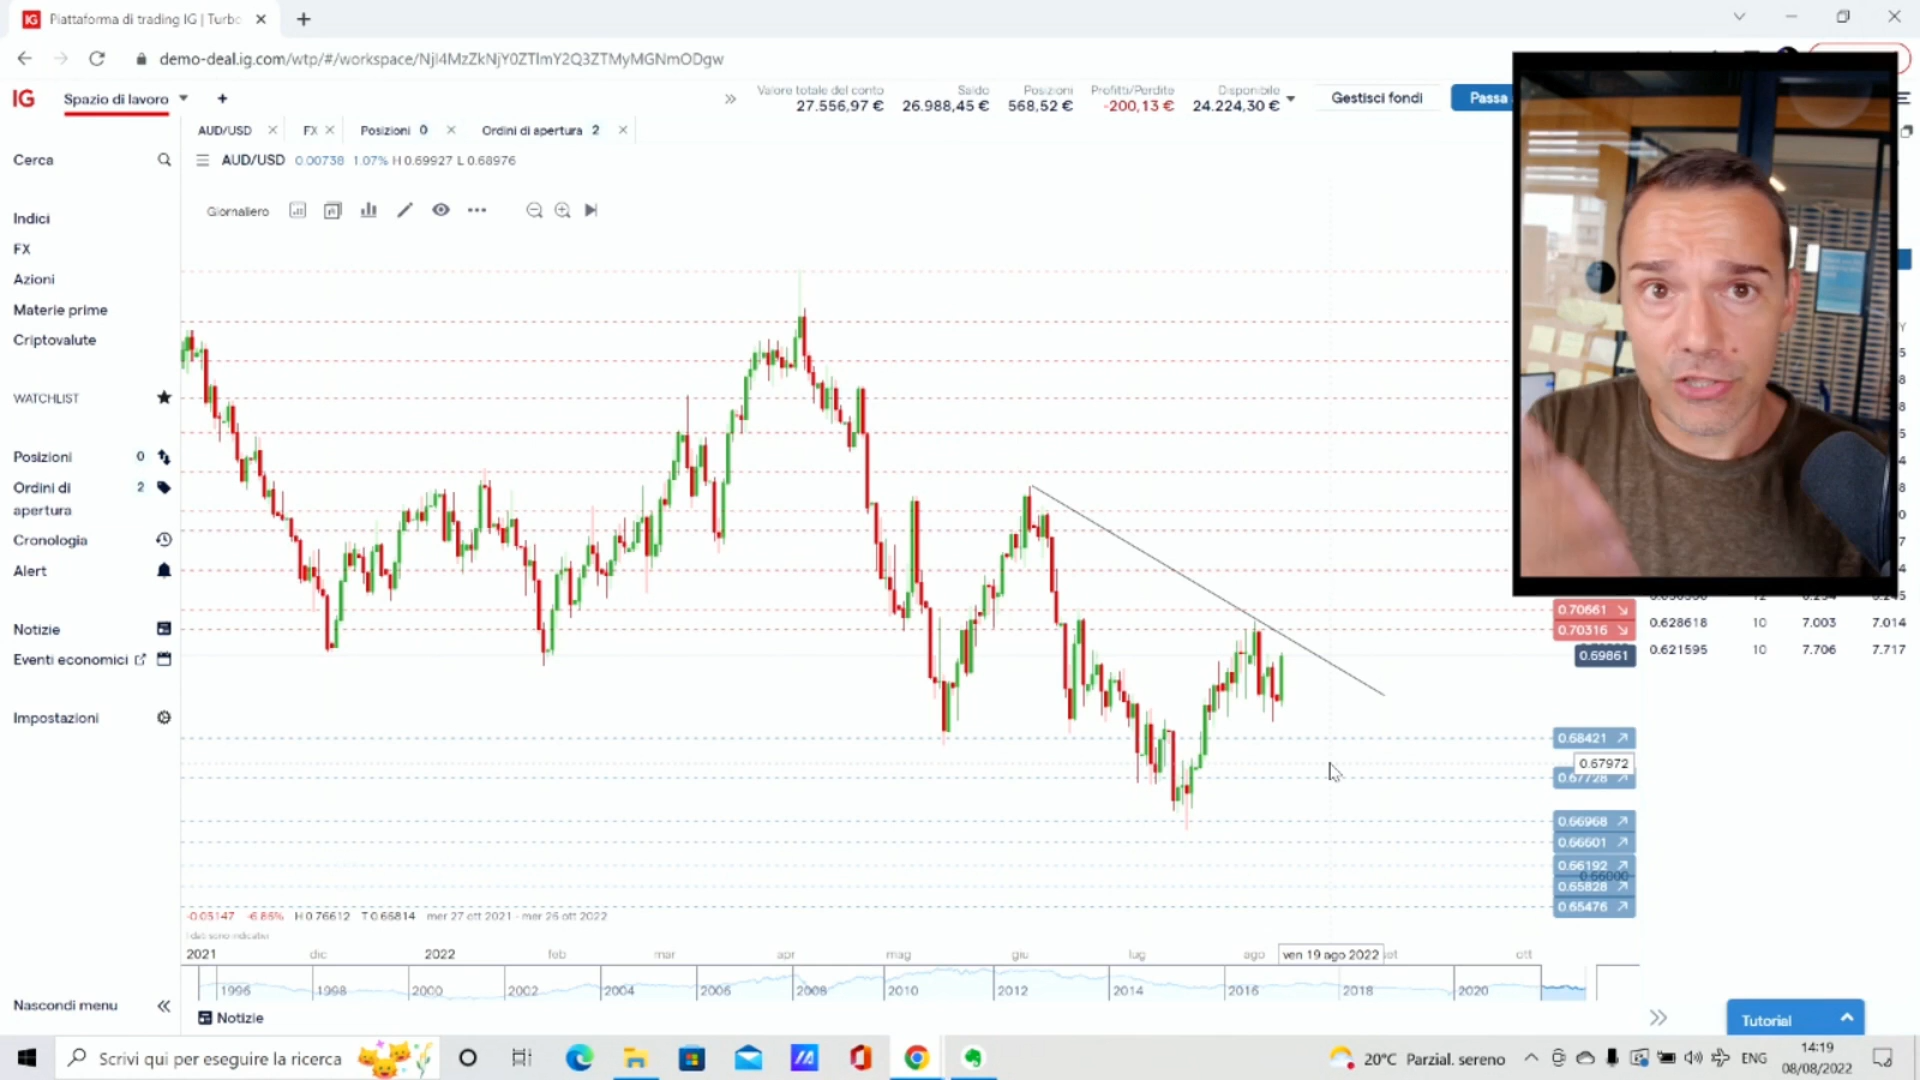 IG Piattaforma di trading IG | Turbo
demo-deal.ig.com/wtp/#/workspace/NjI4MzZkNjY0ZTlmY2Q3ZTMyMGNmODgw
IG
Spazio di lavoro
Valore totale del conto
27.556,97 €
Saldo
26.988,45 €
Posizioni
568,52 €
Profitti/Perdite
-200,13 €
Disponibile
24.224,30 €
Gestisci fondi
Passa
AUD/USD
FX
Posizioni 0
Ordini di apertura 2
AUD/USD 0.00738 1.07% H 0.69927 L 0.68976
Giornaliero
Cerca
Indici
FX
Azioni
Materie prime
Criptovalute
WATCHLIST
Posizioni 0
Ordini di apertura 2
Cronologia
Alert
Notizie
Eventi economici
Impostazioni
Nascondi menu
0.70661
0.70316
0.69861
0.68421
0.67972
0.67728
0.66968
0.66601
0.66192
0.66000
0.65828
0.65476
0.628618 10 7.003 7.014
0.621595 10 7.706 7.717
-0.05147 -6.86% H 0.76612 T 0.66814 mer 27 ott 2021 - mer 26 ott 2022
I dati sono indicativi
2021 dic 2022 feb mar apr mag giu lug ago ven 19 ago 2022 ott
1996 1998 2000 2002 2004 2006 2008 2010 2012 2014 2016 2018 2020
Notizie
Tutorial
Scrivi qui per eseguire la ricerca
20°C Parzial. sereno
ENG
14:19
08/08/2022